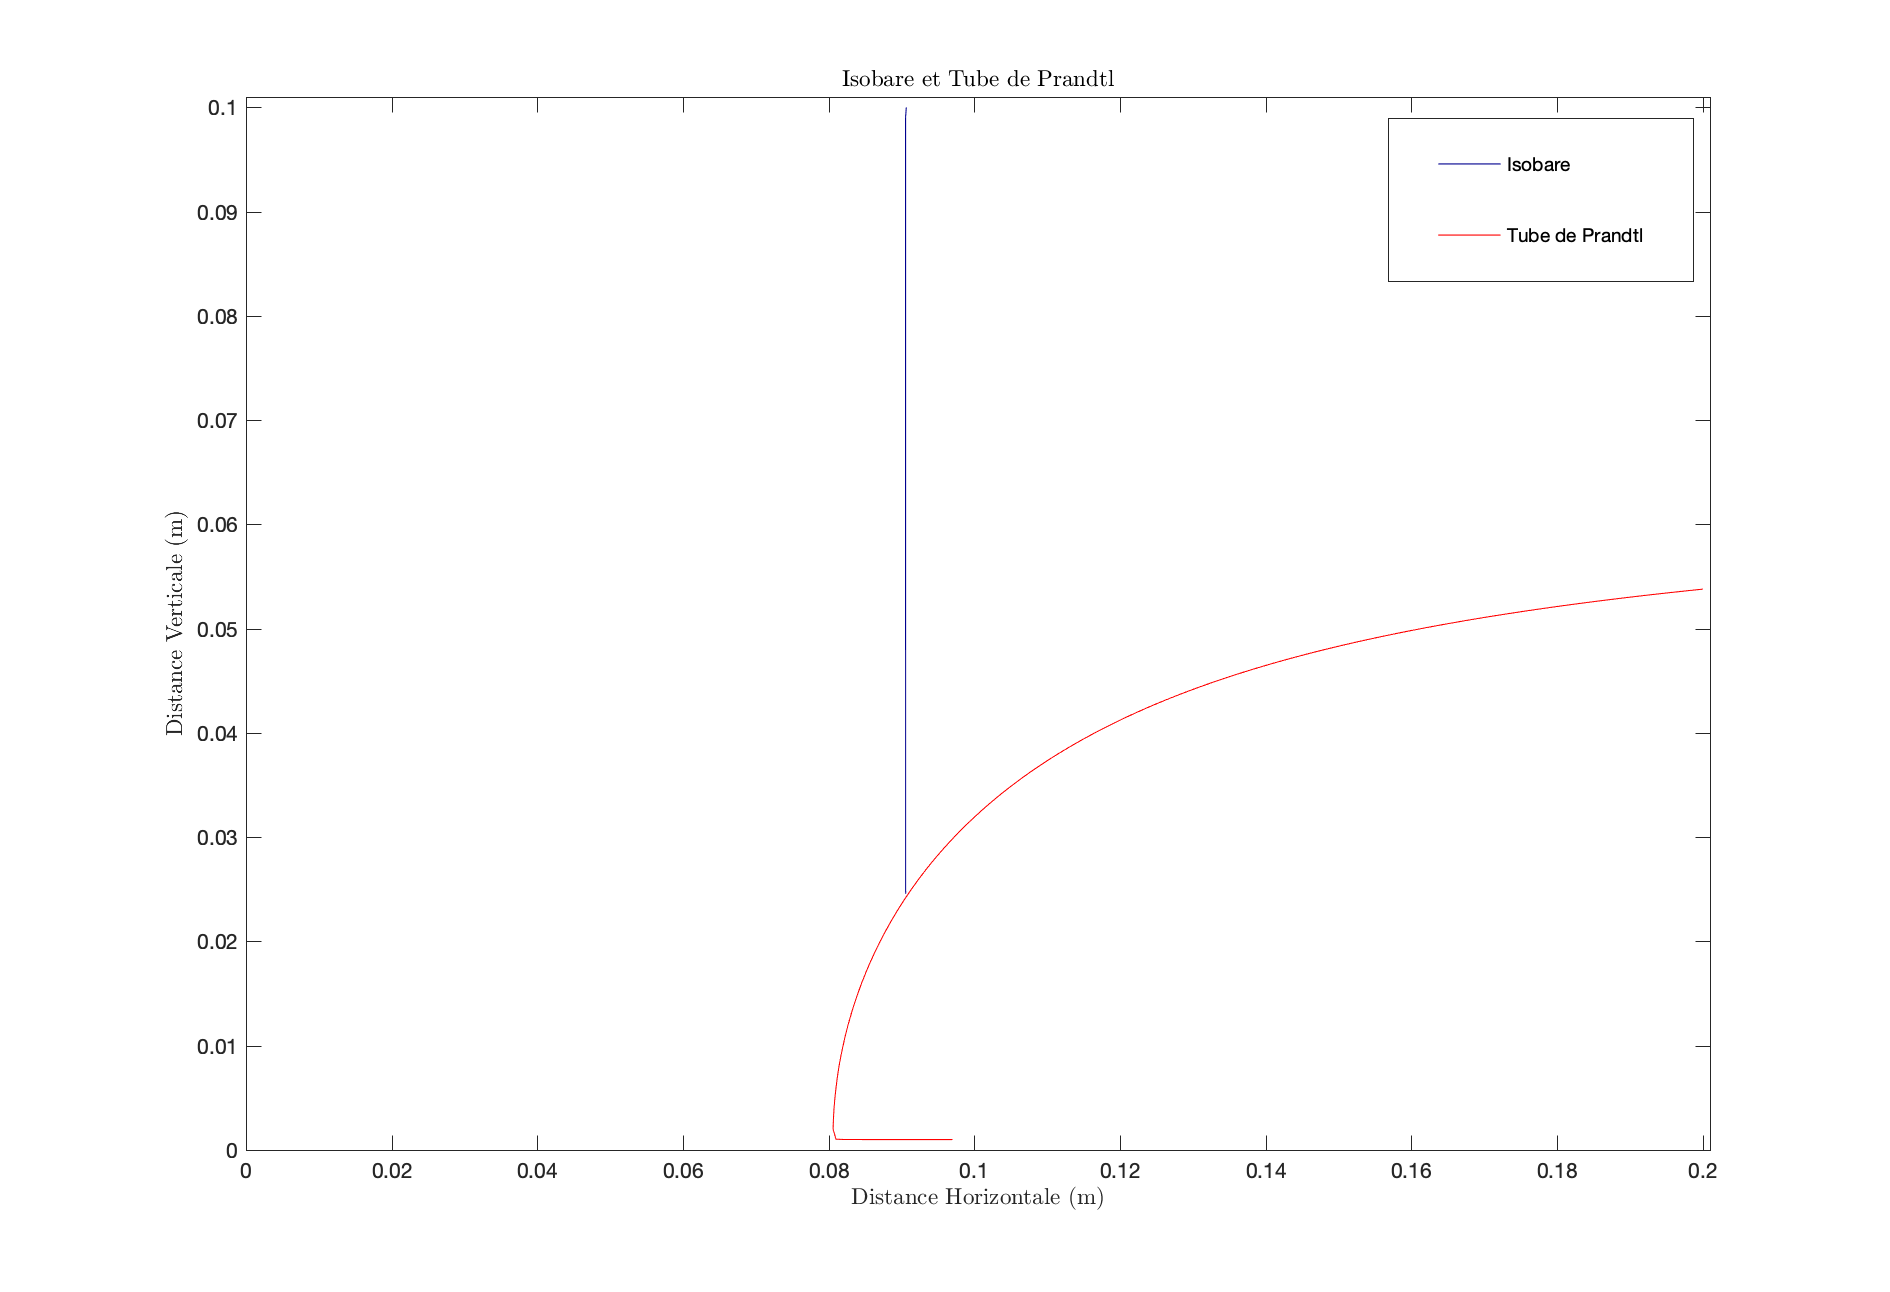 Isobare et Tube de Prandtl
Isobare
Tube de Prandtl
Distance Verticale (m)
0.1
0.09
0.08
0.07
0.06
0.05
0.04
0.03
0.02
0.01
0
0 0.02 0.04 0.06 0.08 0.1 0.12 0.14 0.16 0.18 0.2
Distance Horizontale (m)